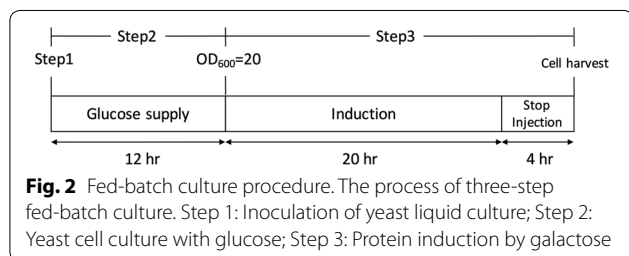 Step2 Step3
Step1 OD₆₀₀=20 Cell harvest
Glucose supply Induction Stop Injection
12 hr 20 hr 4 hr
Fig. 2 Fed-batch culture procedure. The process of three-step
fed-batch culture. Step 1: Inoculation of yeast liquid culture; Step 2:
Yeast cell culture with glucose; Step 3: Protein induction by galactose